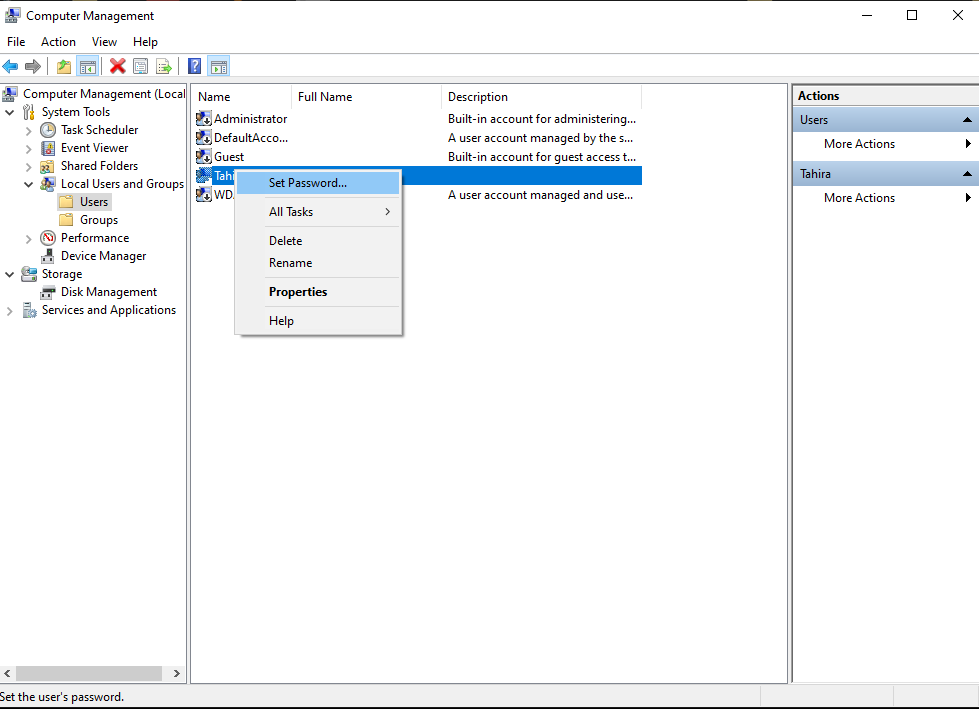 Computer Management
File Action View Help
Computer Management (Local
System Tools
Task Scheduler
Event Viewer
Shared Folders
Local Users and Groups
Users
Groups
Performance
Device Manager
Storage
Disk Management
Services and Applications
Name Full Name Description
Administrator Built-in account for administering...
DefaultAcco... A user account managed by the s...
Guest Built-in account for guest access t...
Tahi
WD. A user account managed and use...
Set Password...
All Tasks
Delete
Rename
Properties
Help
Actions
Users
More Actions
Tahira
More Actions
Set the user's password.